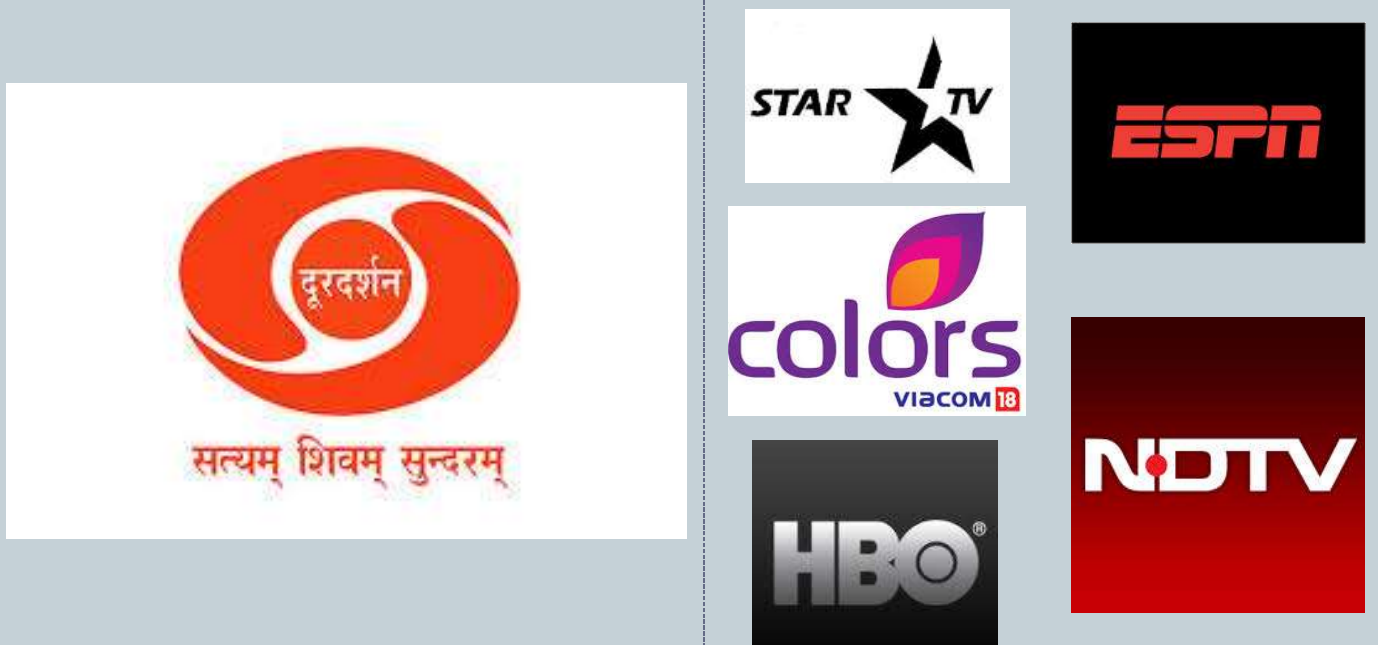 दूरदर्शन
सत्यम् शिवम् सुन्दरम्
STAR TV
ESPN
colors
VIACOM 18
HBO®
NDTV